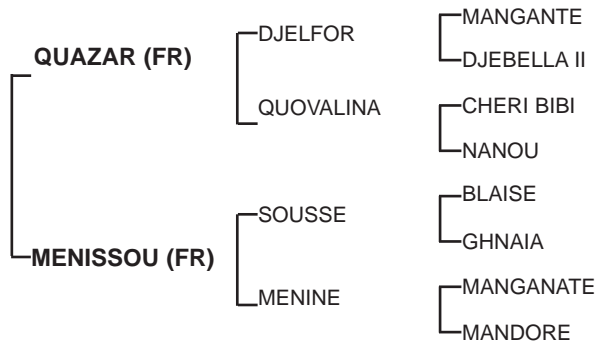 MANGANTE
DJELFOR
QUAZAR (FR)
DJEBELLA II
QUOVALINA
CHERI BIBI
NANOU
BLAISE
SOUSSE
GHNAIA
MENISSOU (FR)
MANGANATE
MENINE
MANDORE